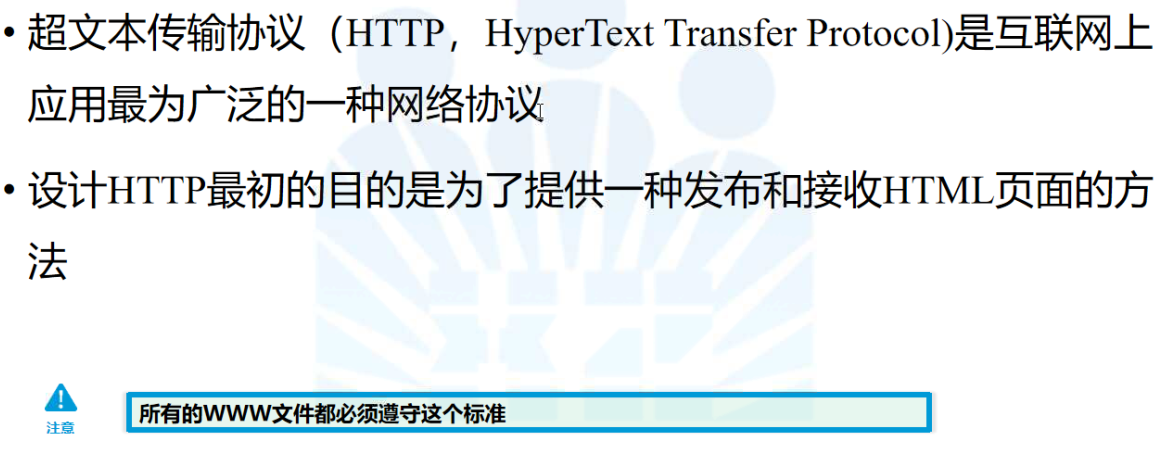 • 超文本传输协议（HTTP，HyperText Transfer Protocol)是互联网上
应用最为广泛的一种网络协议
• 设计HTTP最初的目的是为了提供一种发布和接收HTML页面的方
法
注意
所有的WWW文件都必须遵守这个标准